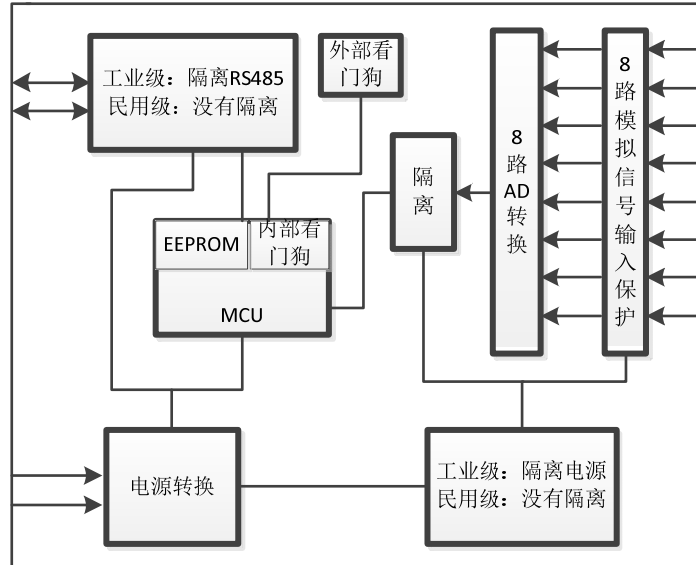 工业级：隔离RS485
民用级：没有隔离
外部看
门狗
8
路
模
拟
信
号
输
入
保
护
8
路
AD
转
换
隔
离
EEPROM
内部看
门狗
MCU
电源转换
工业级：隔离电源
民用级：没有隔离